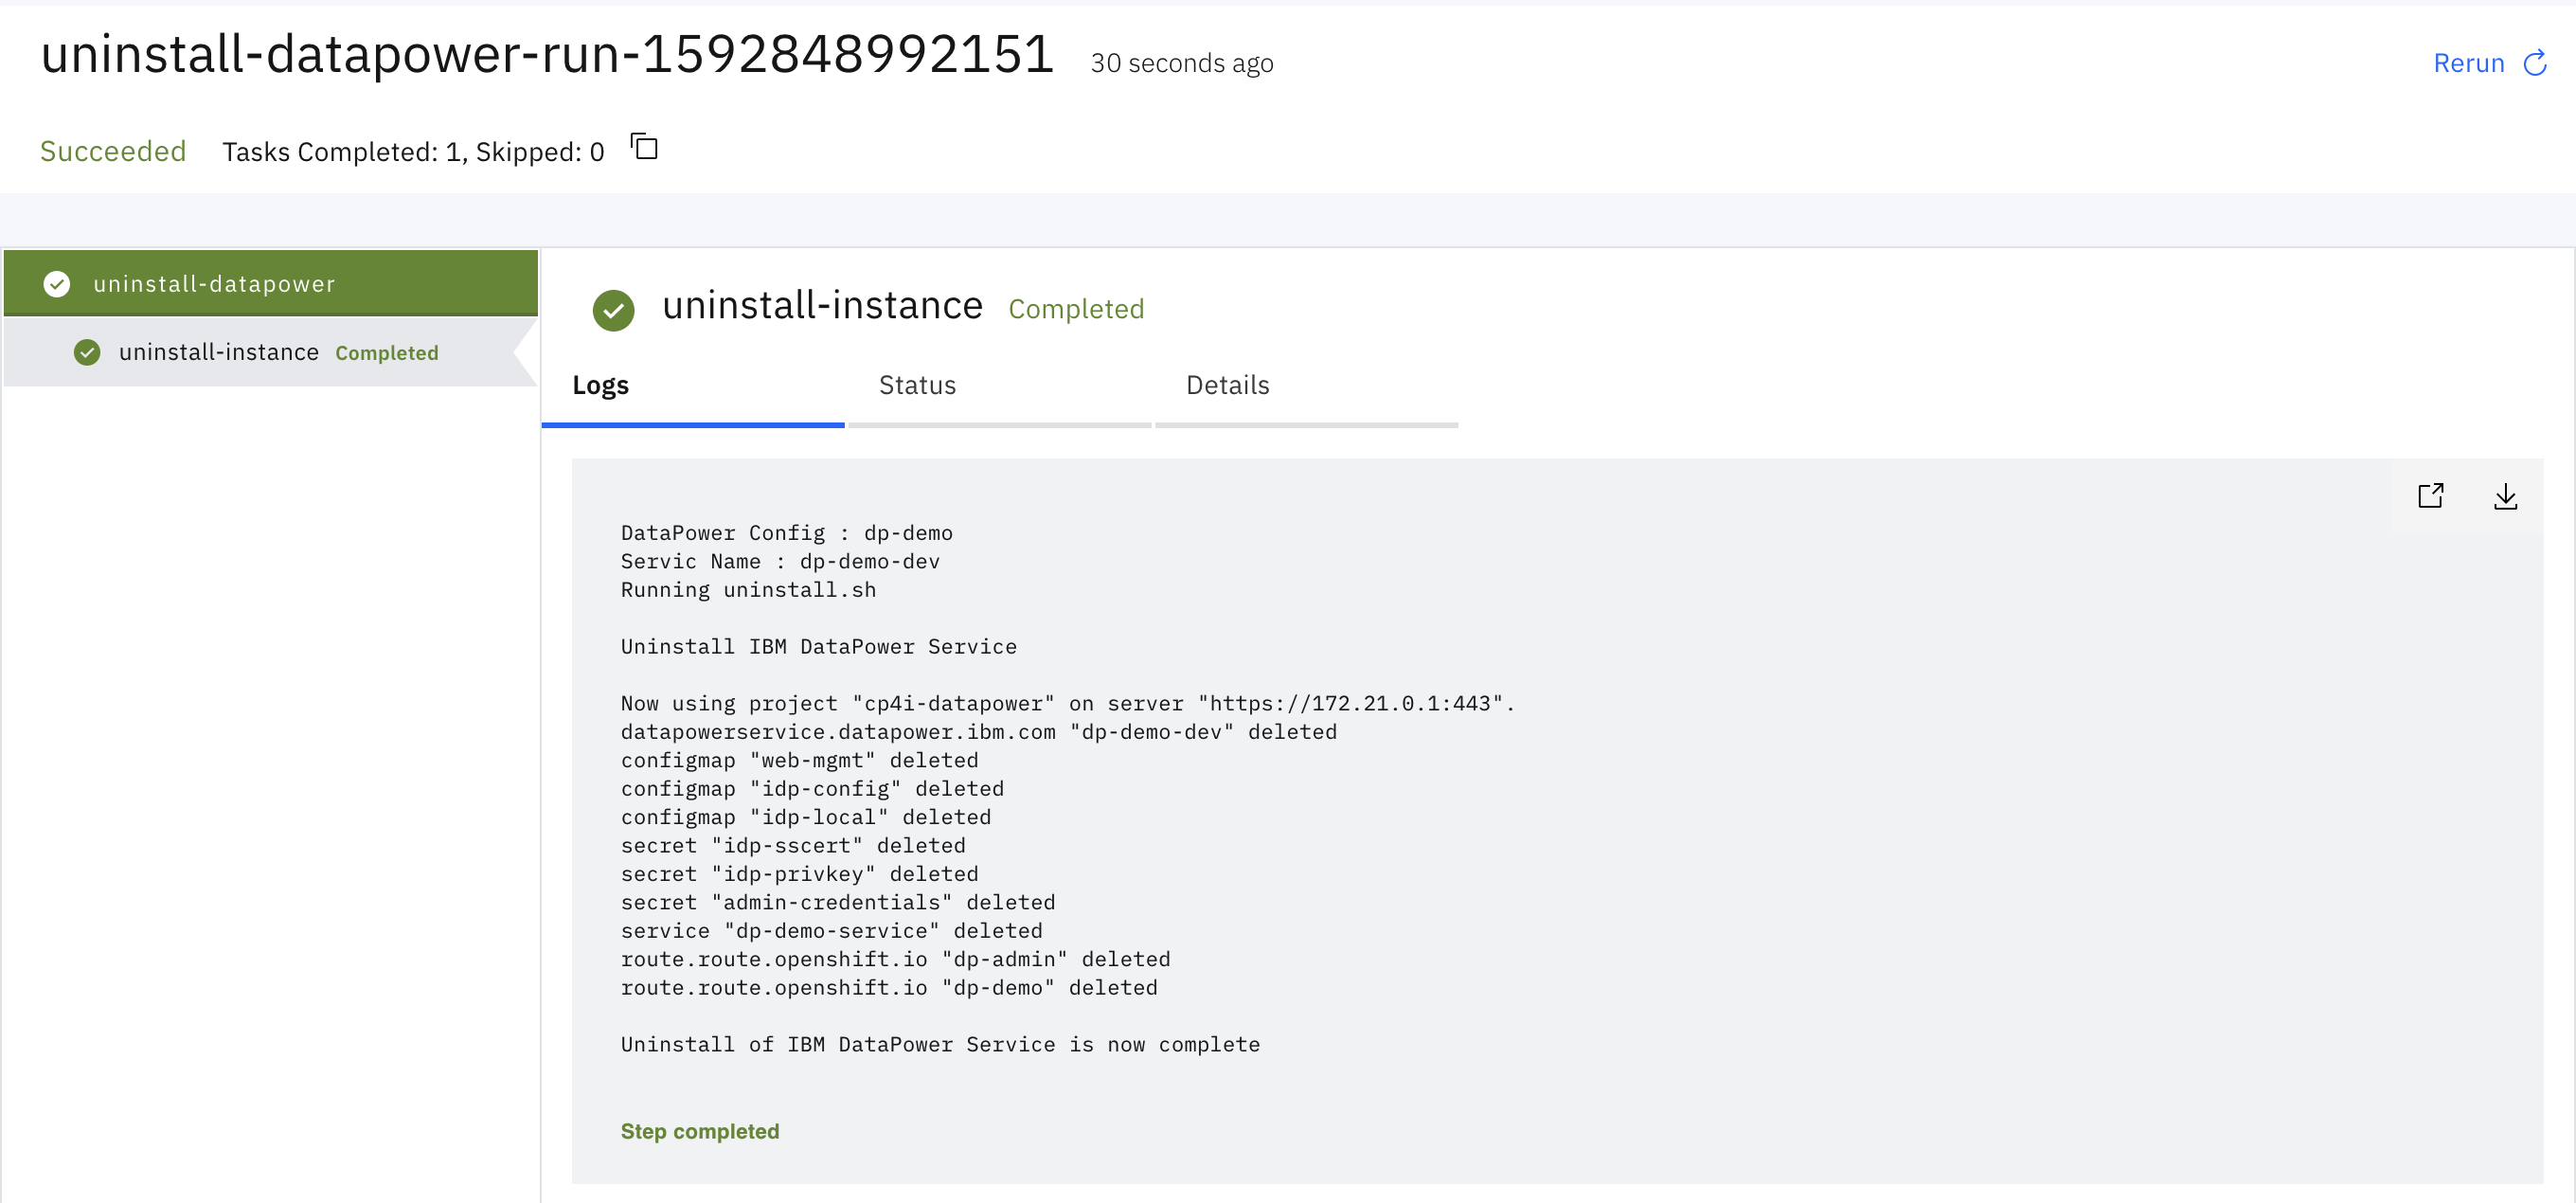 uninstall-datapower-run-1592848992151 30 seconds ago
Rerun
Succeeded Tasks Completed: 1, Skipped: 0
uninstall-datapower
uninstall-instance Completed
uninstall-instance Completed
Logs Status Details
DataPower Config : dp-demo
Servic Name : dp-demo-dev
Running uninstall.sh
Uninstall IBM DataPower Service
Now using project "cp4i-datapower" on server "https://172.21.0.1:443".
datapowerservice.datapower.ibm.com "dp-demo-dev" deleted
configmap "web-mgmt" deleted
configmap "idp-config" deleted
configmap "idp-local" deleted
secret "idp-sscert" deleted
secret "idp-privkey" deleted
secret "admin-credentials" deleted
service "dp-demo-service" deleted
route.route.openshift.io "dp-admin" deleted
route.route.openshift.io "dp-demo" deleted
Uninstall of IBM DataPower Service is now complete
Step completed